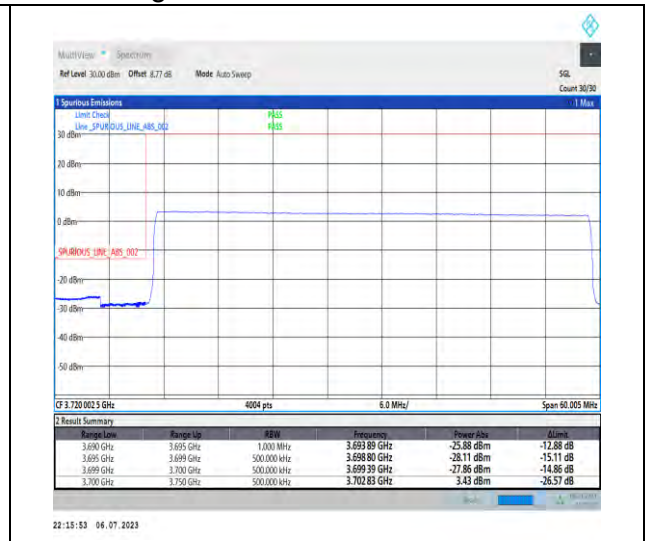 MultiView Spectrum
Ref Level 30.00 dBm Offset 8.77 dB Mode Auto Sweep SGL
Count 30/30
1 Spurious Emissions 1 Max
Limit Check PASS
Line _SPURIOUS_LINE_ABS_002 PASS
30 dBm
20 dBm
10 dBm
0 dBm
SPURIOUS_LINE_ABS_002
-20 dBm
-30 dBm
-40 dBm
-50 dBm
CF 3.720 002 5 GHz 4004 pts 6.0 MHz/ Span 60.005 MHz
2 Result Summary
Range Low Range Up RBW Frequency Power Abs ΔLimit
3.690 GHz 3.695 GHz 1.000 MHz 3.693 89 GHz -25.88 dBm -12.88 dB
3.695 GHz 3.699 GHz 500.000 kHz 3.698 80 GHz -28.11 dBm -15.11 dB
3.699 GHz 3.700 GHz 500.000 kHz 3.699 39 GHz -27.86 dBm -14.86 dB
3.700 GHz 3.750 GHz 500.000 kHz 3.702 83 GHz 3.43 dBm -26.57 dB
22:15:53 06.07.2023